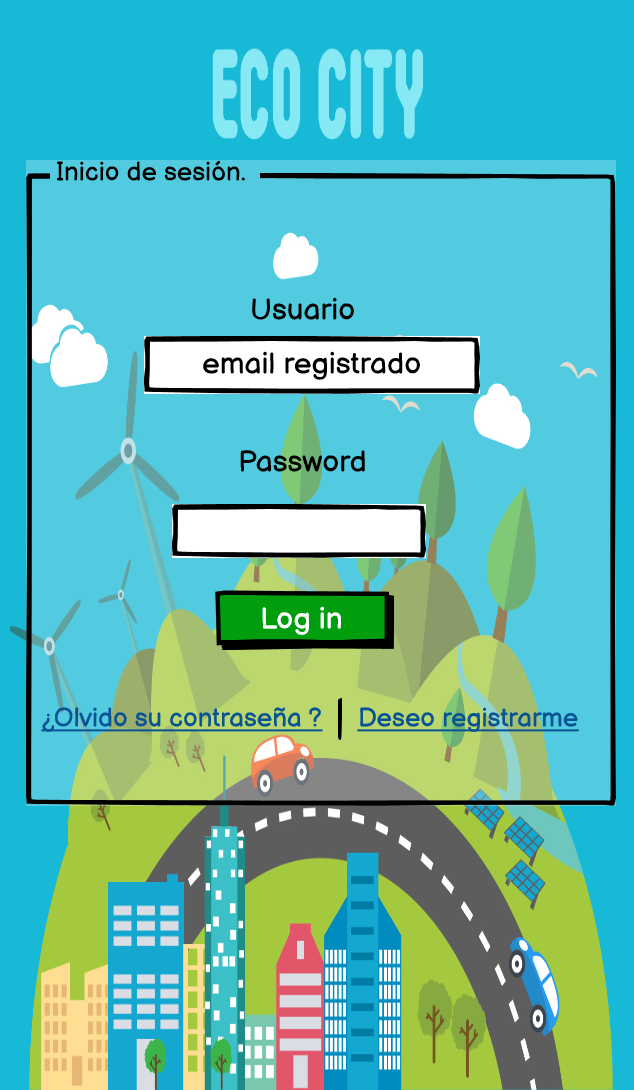 ECO CITY
Inicio de sesión.
Usuario
email registrado
Password
Log in
¿Olvido su contraseña ? | Deseo registrarme